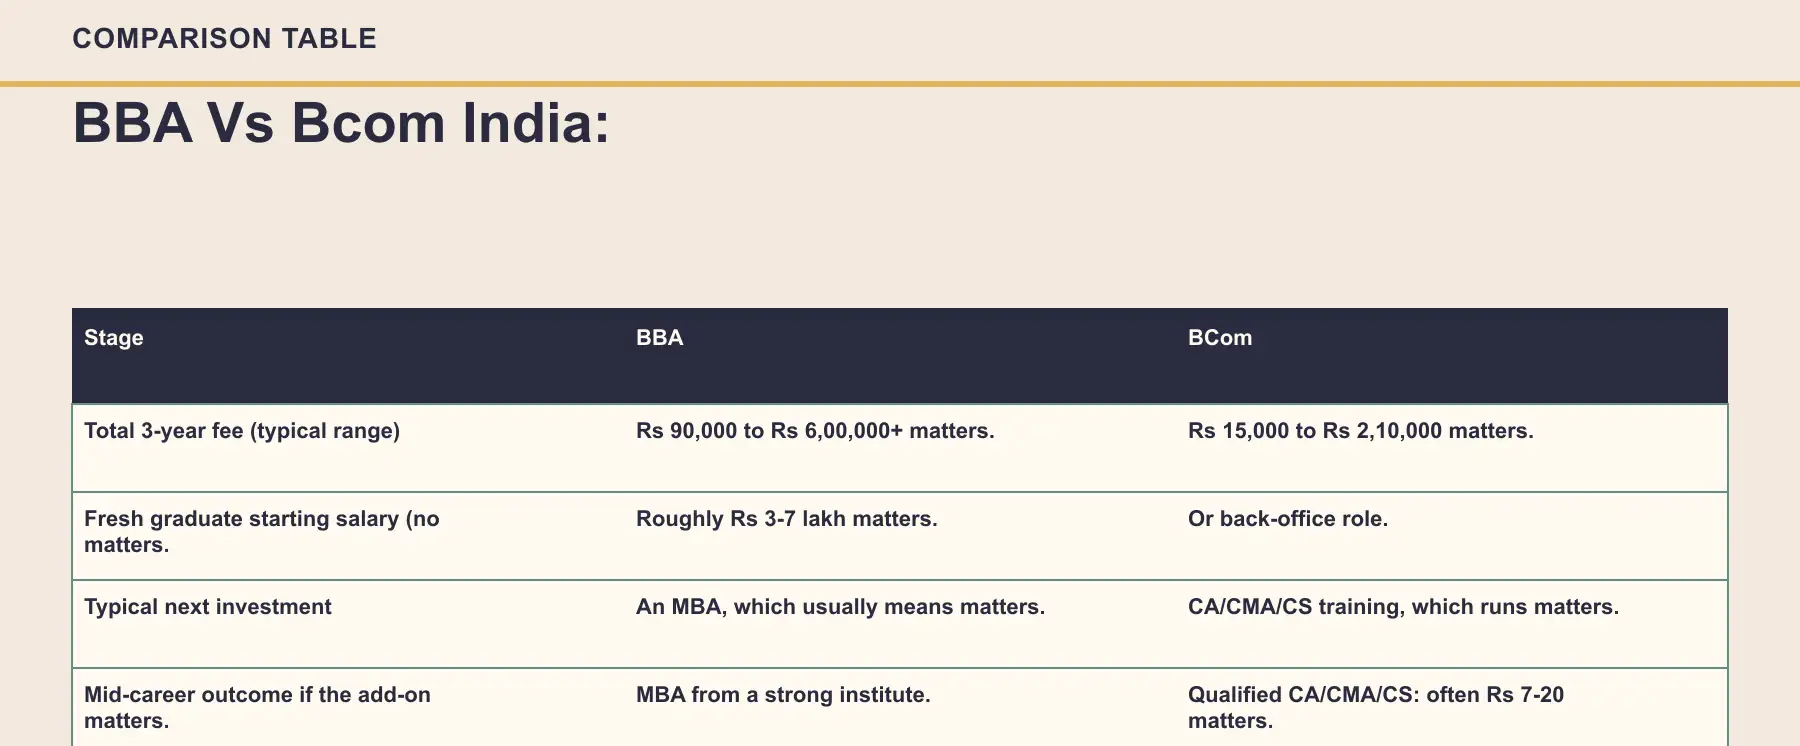 COMPARISON TABLE
BBA Vs Bcom India:
Stage BBA BCom
Total 3-year fee (typical range) Rs 90,000 to Rs 6,00,000+ matters. Rs 15,000 to Rs 2,10,000 matters.
Fresh graduate starting salary (no
matters. Roughly Rs 3-7 lakh matters. Or back-office role.
Typical next investment An MBA, which usually means matters. CA/CMA/CS training, which runs matters.
Mid-career outcome if the add-on
matters. MBA from a strong institute. Qualified CA/CMA/CS: often Rs 7-20
matters.